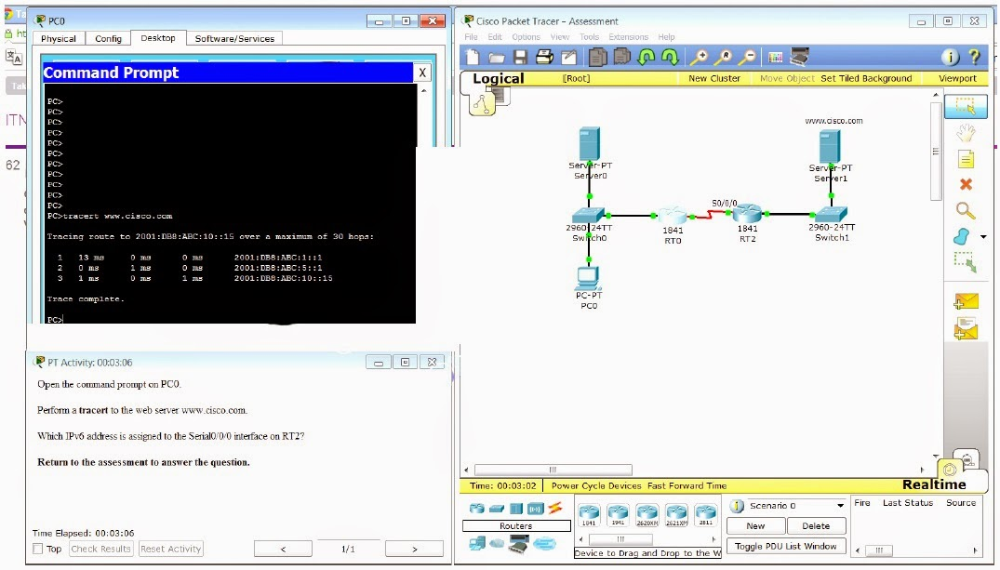 PC0
Physical Config Desktop Software/Services
Command Prompt
X
PC>
PC>
PC>
PC>
PC>
PC>
PC>
PC>
PC>
PC>
PC>
PC>tracert www.cisco.com
Tracing route to 2001:DB8:ABC:10::15 over a maximum of 30 hops:
1 13 ms 0 ms 0 ms 2001:DB8:ABC:1::1
2 0 ms 1 ms 0 ms 2001:DB8:ABC:5::1
3 1 ms 0 ms 1 ms 2001:DB8:ABC:10::15
Trace complete.
PC>
ITN
62
PT Activity: 00:03:06
Open the command prompt on PC0.
Perform a tracert to the web server www.cisco.com.
Which IPv6 address is assigned to the Serial0/0/0 interface on RT2?
Return to the assessment to answer the question.
Time Elapsed: 00:03:06
Top Check Results Reset Activity < 1/1 >
Cisco Packet Tracer - Assessment
File Edit Options View Tools Extensions Help
Logical [Root] New Cluster Move Object Set Tiled Background Viewport
www.cisco.com
Server-PT
Server0
Server-PT
Server1
S0/0/0
2960-24TT
Switch0
1841
RT0
1841
RT2
2960-24TT
Switch1
PC-PT
PC0
Time: 00:03:02 Power Cycle Devices Fast Forward Time
Realtime
Routers
1841 1941 2620XM 2621XM 2811
Device to Drag and Drop to the W
Scenario 0
New Delete
Toggle PDU List Window
Fire Last Status Source